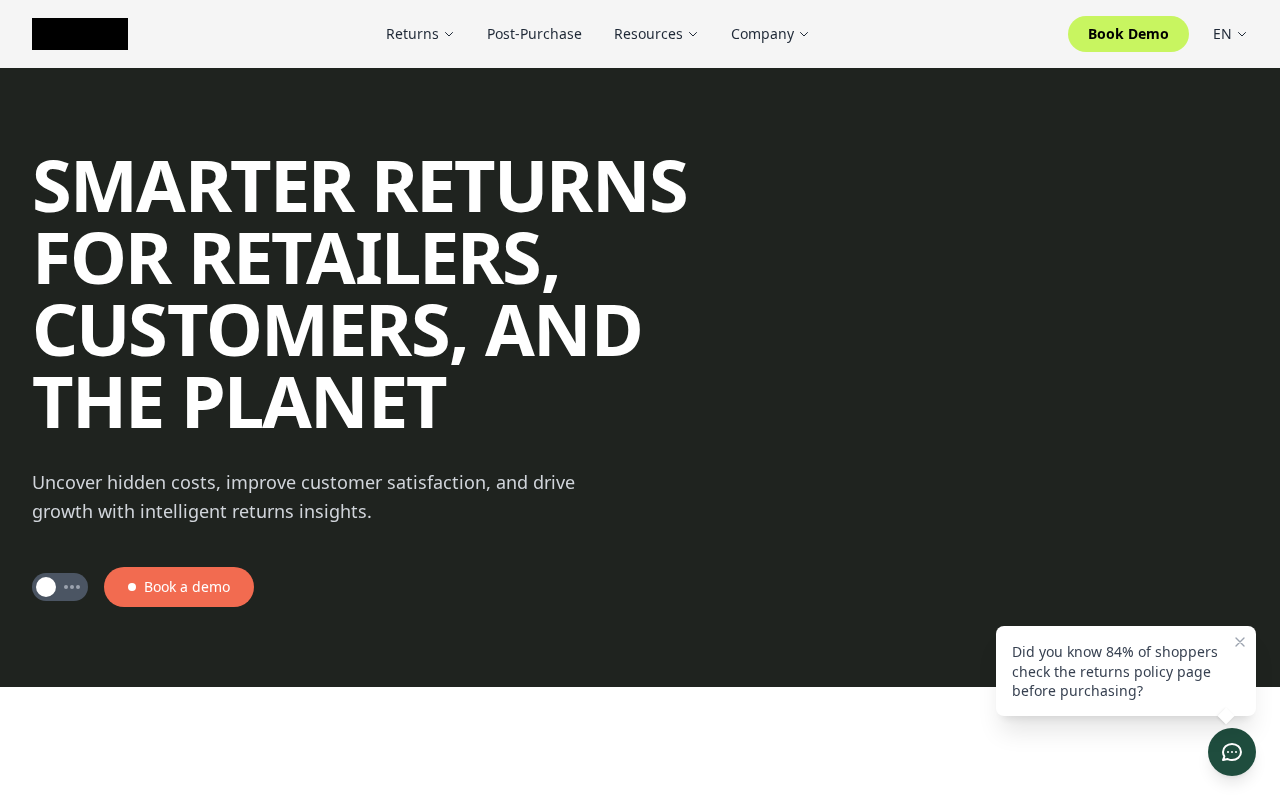 Returns
Post-Purchase
Resources
Company
Book Demo
EN
SMARTER RETURNS
FOR RETAILERS,
CUSTOMERS, AND
THE PLANET
Uncover hidden costs, improve customer satisfaction, and drive
growth with intelligent returns insights.
Book a demo
Did you know 84% of shoppers
check the returns policy page
before purchasing?